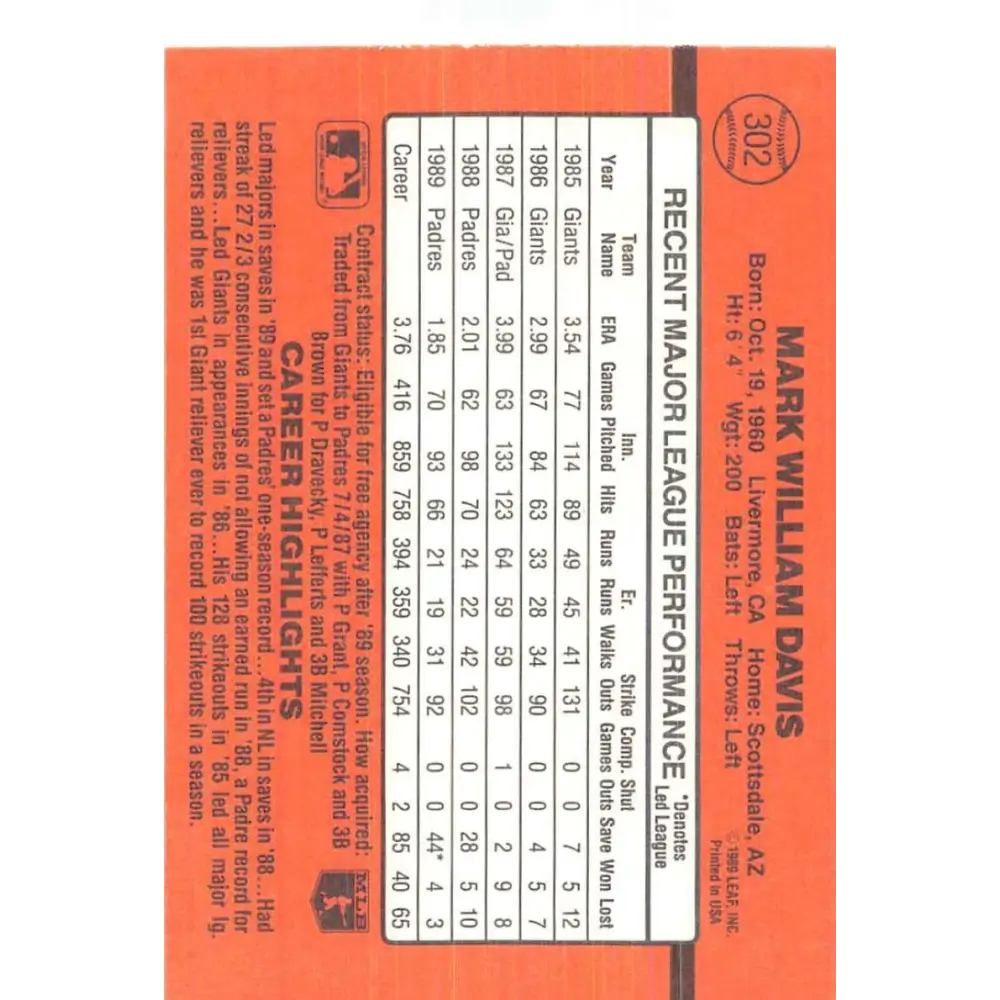 302
MARK WILLIAM DAVIS
Born: Oct. 19, 1960 Livermore, CA Home: Scottsdale, AZ
Ht: 6' 4" Wgt: 200 Bats: Left Throws: Left
© 1989 LEAF, INC.
Printed in USA
RECENT MAJOR LEAGUE PERFORMANCE *Denotes
Led League
Team Inn. Er. Strike Comp. Shut
Year Name ERA Games Pitched Hits Runs Runs Walks Outs Games Outs Save Won Lost
1985 Giants 3.54 77 114 89 49 45 41 131 0 0 7 5 12
1986 Giants 2.99 67 84 63 33 28 34 90 0 0 4 5 7
1987 Gia/Pad 3.99 63 133 123 64 59 59 98 1 0 2 9 8
1988 Padres 2.01 62 98 70 24 22 42 102 0 0 28 5 10
1989 Padres 1.85 70 93 66 21 19 31 92 0 0 44* 4 3
Career 3.76 416 859 758 394 359 340 754 4 2 85 40 65
Contract status: Eligible for free agency after '89 season. How acquired:
Traded from Giants to Padres 7/4/87 with P Grant, P Comstock and 3B
Brown for P Dravecky, P Lefferts and 3B Mitchell
MLB
CAREER HIGHLIGHTS
Led majors in saves in '89 and set a Padres' one-season record...4th in NL in saves in '88...Had
streak of 27 2/3 consecutive innings of not allowing an earned run in '88, a Padre record for
relievers...Led Giants in appearances in '86...His 128 strikeouts in '85 led all major lg.
relievers and he was 1st Giant reliever ever to record 100 strikeouts in a season.